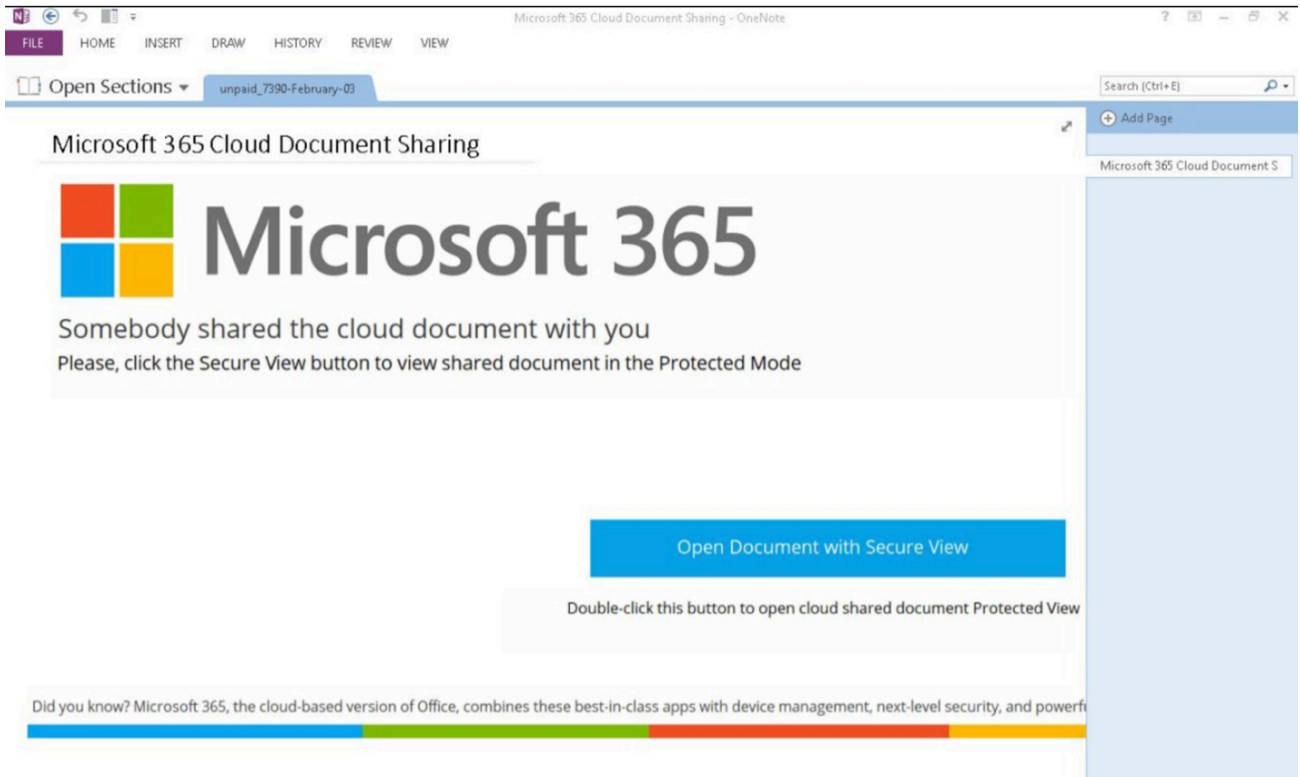 Microsoft 365 Cloud Document Sharing - OneNote
FILE HOME INSERT DRAW HISTORY REVIEW VIEW
Open Sections unpaid_7390-February-03
Search (Ctrl+E)
Add Page
Microsoft 365 Cloud Document S
Microsoft 365 Cloud Document Sharing
Microsoft 365
Somebody shared the cloud document with you
Please, click the Secure View button to view shared document in the Protected Mode
Open Document with Secure View
Double-click this button to open cloud shared document Protected View
Did you know? Microsoft 365, the cloud-based version of Office, combines these best-in-class apps with device management, next-level security, and powerfu